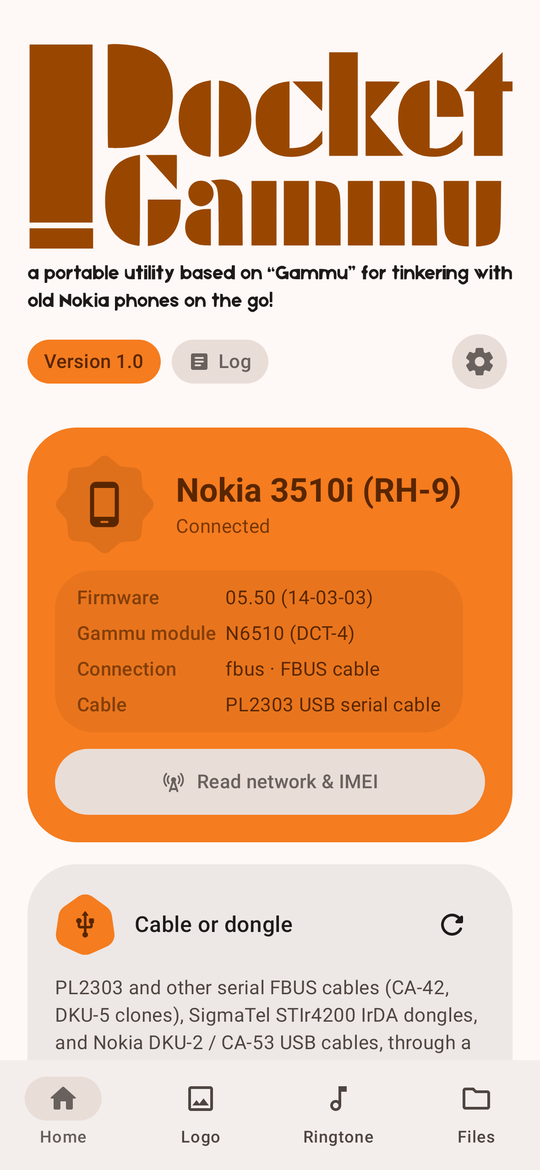 Pocket
Gammu
a portable utility based on “Gammu” for tinkering with
old Nokia phones on the go!
Version 1.0
Log
Nokia 3510i (RH-9)
Connected
Firmware 05.50 (14-03-03)
Gammu module N6510 (DCT-4)
Connection fbus · FBUS cable
Cable PL2303 USB serial cable
Read network & IMEI
Cable or dongle
PL2303 and other serial FBUS cables (CA-42,
DKU-5 clones), SigmaTel STIr4200 IrDA dongles,
and Nokia DKU-2 / CA-53 USB cables, through a
Home Logo Ringtone Files